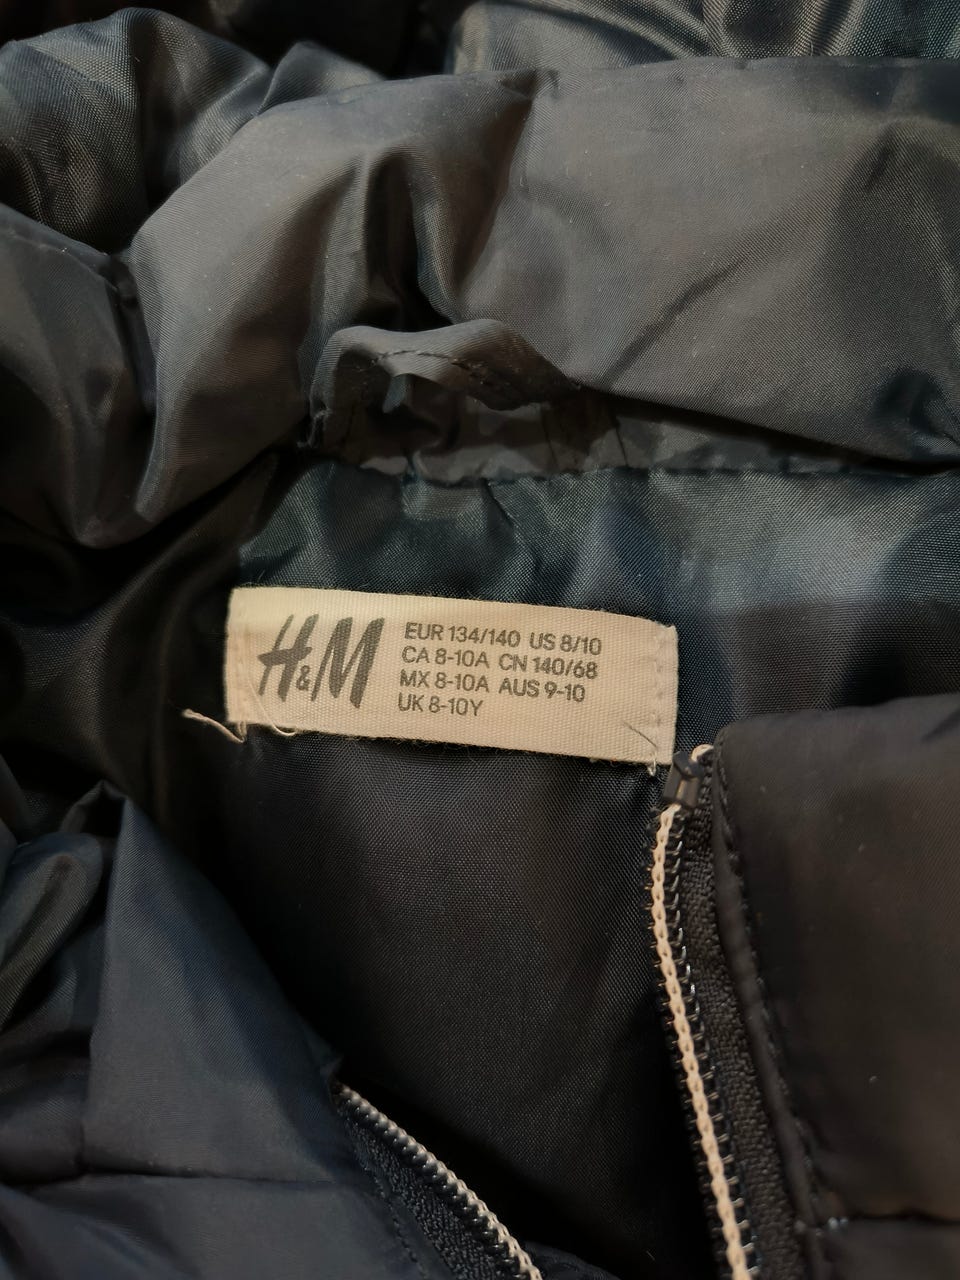 H&M
EUR 134/140 US 8/10
CA 8-10A CN 140/68
MX 8-10A AUS 9-10
UK 8-10Y